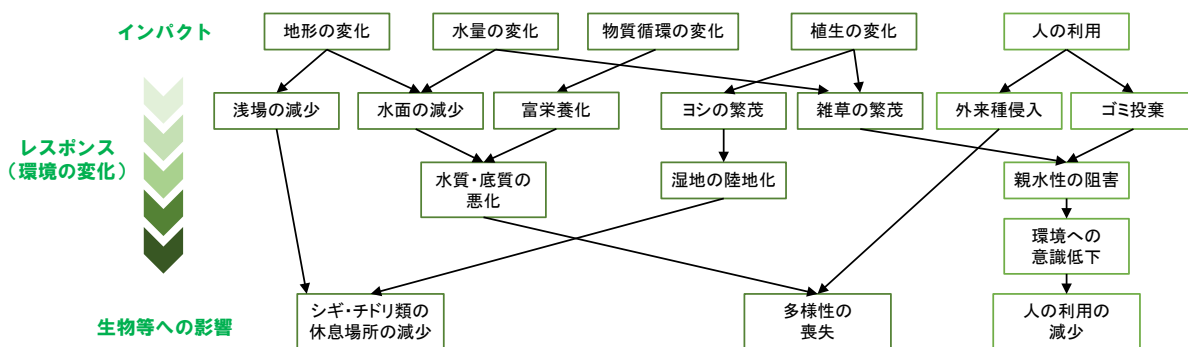 インパクト
地形の変化
水量の変化
物質循環の変化
植生の変化
人の利用
浅場の減少
水面の減少
富栄養化
ヨシの繁茂
雑草の繁茂
外来種侵入
ゴミ投棄
レスポンス
（環境の変化）
水質・底質の
悪化
湿地の陸地化
親水性の阻害
環境への
意識低下
生物等への影響
シギ・チドリ類の
休息場所の減少
多様性の
喪失
人の利用の
減少